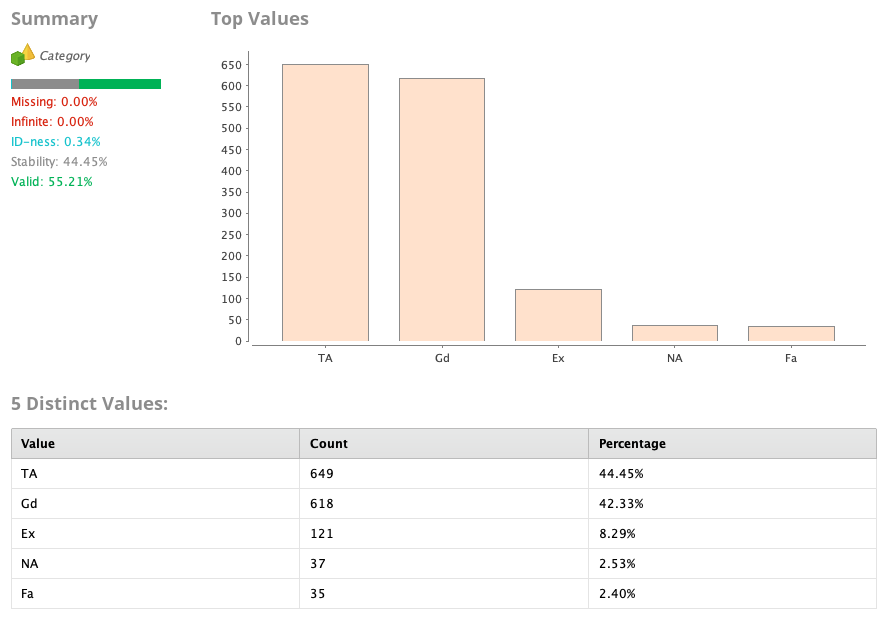 Summary
Category
Missing: 0.00%
Infinite: 0.00%
ID-ness: 0.34%
Stability: 44.45%
Valid: 55.21%
Top Values
650
600
550
500
450
400
350
300
250
200
150
100
50
0
TA Gd Ex NA Fa
5 Distinct Values:
Value Count Percentage
TA 649 44.45%
Gd 618 42.33%
Ex 121 8.29%
NA 37 2.53%
Fa 35 2.40%